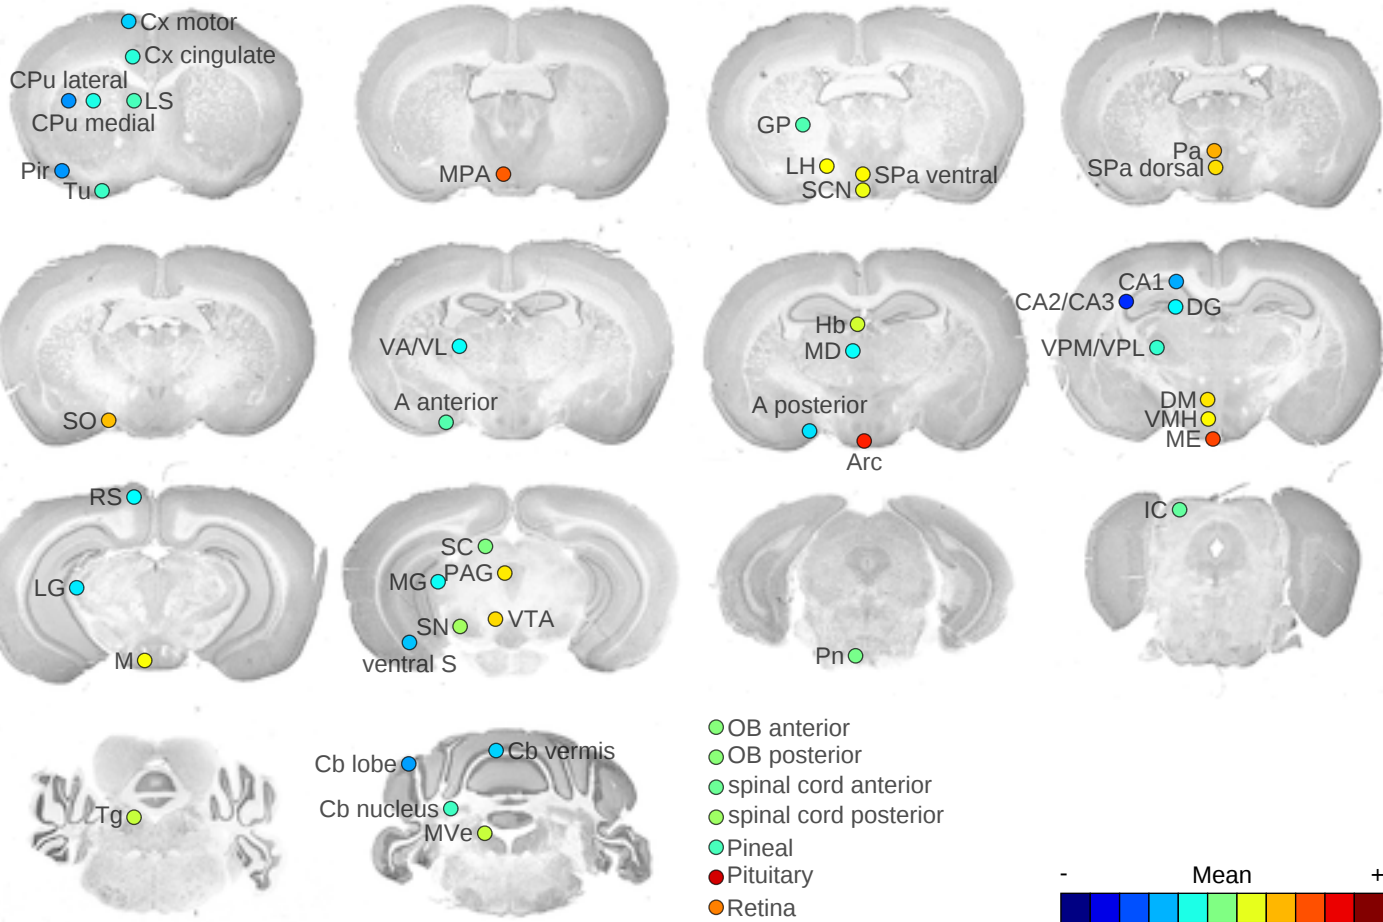 Cx motor
Cx cingulate
CPu lateral
LS
CPu medial
Pir
Tu
MPA
GP
LH
SPa ventral
SCN
Pa
SPa dorsal
SO
VA/VL
A anterior
Hb
MD
A posterior
Arc
CA1
CA2/CA3
DG
VPM/VPL
DM
VMH
ME
RS
LG
M
SC
MG
PAG
SN
VTA
ventral S
Pn
IC
Tg
Cb lobe
Cb vermis
Cb nucleus
MVe
OB anterior
OB posterior
spinal cord anterior
spinal cord posterior
Pineal
Pituitary
Retina
- Mean +